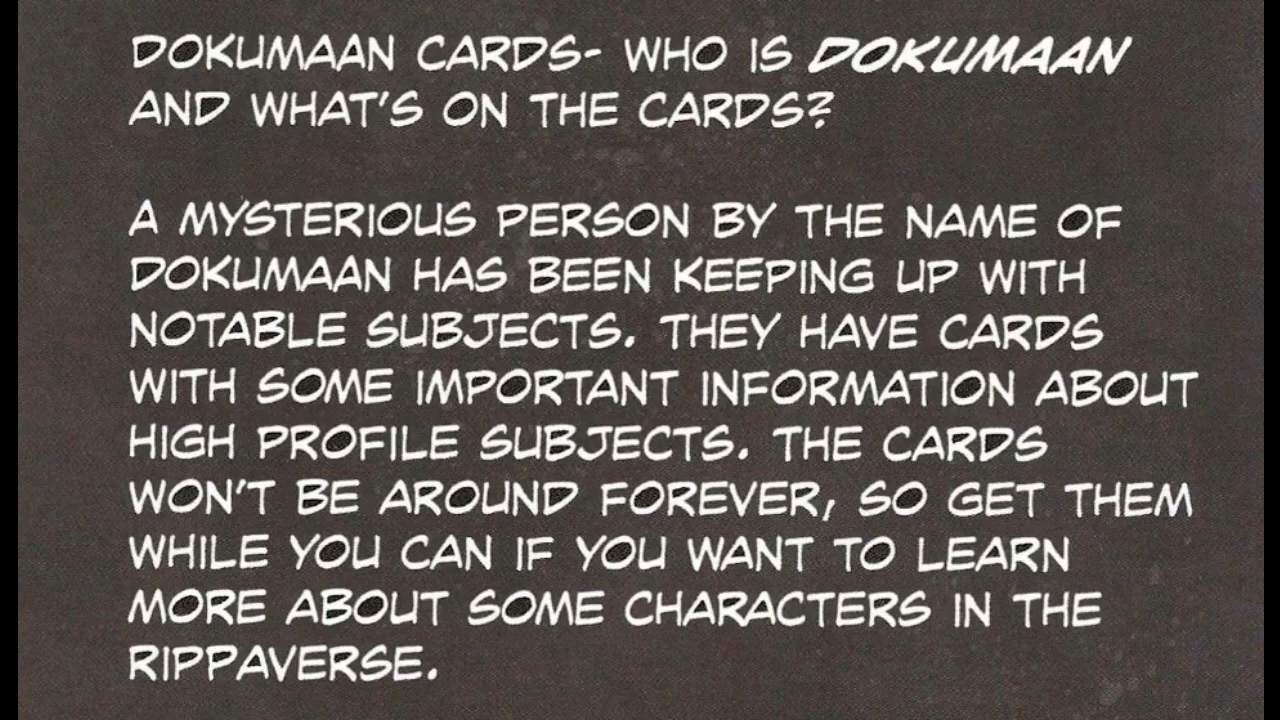 DOKUMAAN CARDS- WHO IS DOKUMAAN
AND WHAT'S ON THE CARDS?
A MYSTERIOUS PERSON BY THE NAME OF
DOKUMAAN HAS BEEN KEEPING UP WITH
NOTABLE SUBJECTS. THEY HAVE CARDS
WITH SOME IMPORTANT INFORMATION ABOUT
HIGH PROFILE SUBJECTS. THE CARDS
WON'T BE AROUND FOREVER, SO GET THEM
WHILE YOU CAN IF YOU WANT TO LEARN
MORE ABOUT SOME CHARACTERS IN THE
RIPPAVERSE.